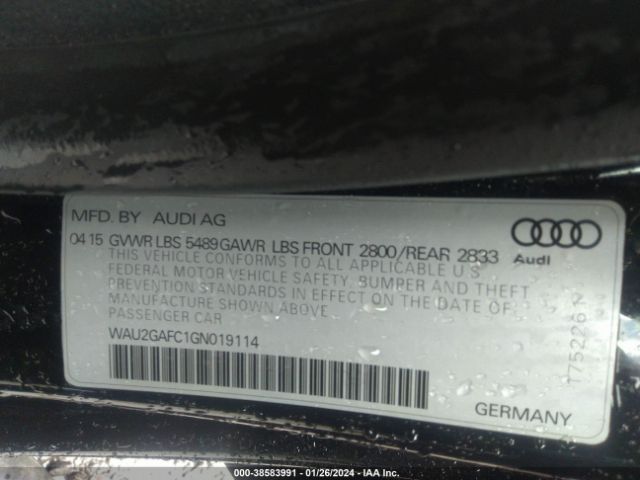 MFD. BY AUDI AG
04 15 GVWR LBS 5489 GAWR LBS FRONT 2800/REAR 2833
THIS VEHICLE CONFORMS TO ALL APPLICABLE U S
FEDERAL MOTOR VEHICLE SAFETY, BUMPER AND THEFT
PREVENTION STANDARDS IN EFFECT ON THE DATE OF
MANUFACTURE SHOWN ABOVE
PASSENGER CAR
WAU2GAFC1GN019114
Audi
T75226
GERMANY
000-38583991 - 01/26/2024 - IAA Inc.